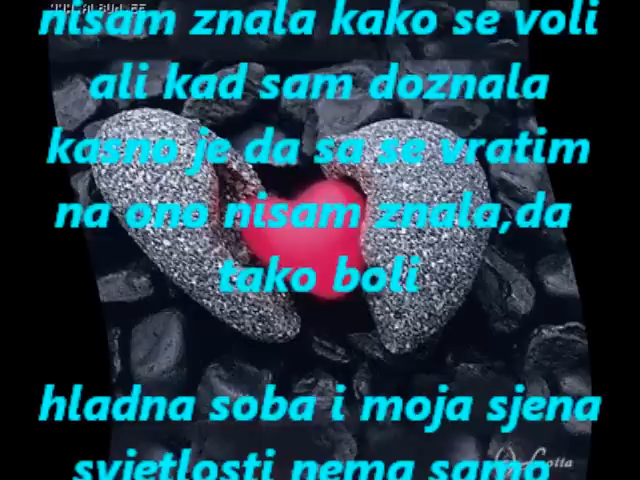 nisam znala kako se voli
ali kad sam doznala
kasno je da sa se vratim
na ono nisam znala,da
tako boli
hladna soba i moja sjena
svjetlosti nema samo